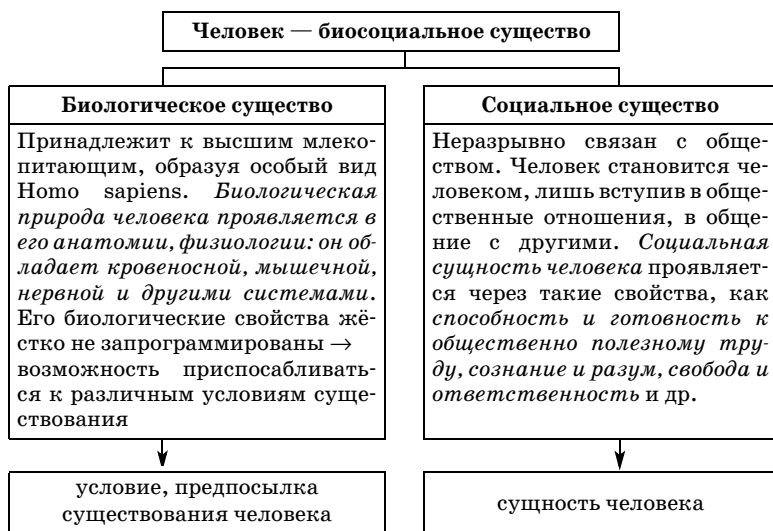 Человек — биосоциальное существо
Биологическое существо
Принадлежит к высшим млеко-
питающим, образуя особый вид
Homo sapiens. Биологическая
природа человека проявляется в
его анатомии, физиологии: он об-
ладает кровеносной, мышечной,
нервной и другими системами.
Его биологические свойства жё-
стко не запрограммированы →
возможность приспосабливать-
ся к различным условиям суще-
ствования
условие, предпосылка
существования человека
Социальное существо
Неразрывно связан с обще-
ством. Человек становится че-
ловеком, лишь вступив в обще-
ственные отношения, в обще-
ние с другими. Социальная
сущность человека проявляет-
ся через такие свойства, как
способность и готовность к
общественно полезному тру-
ду, сознание и разум, свобода и
ответственность и др.
сущность человека